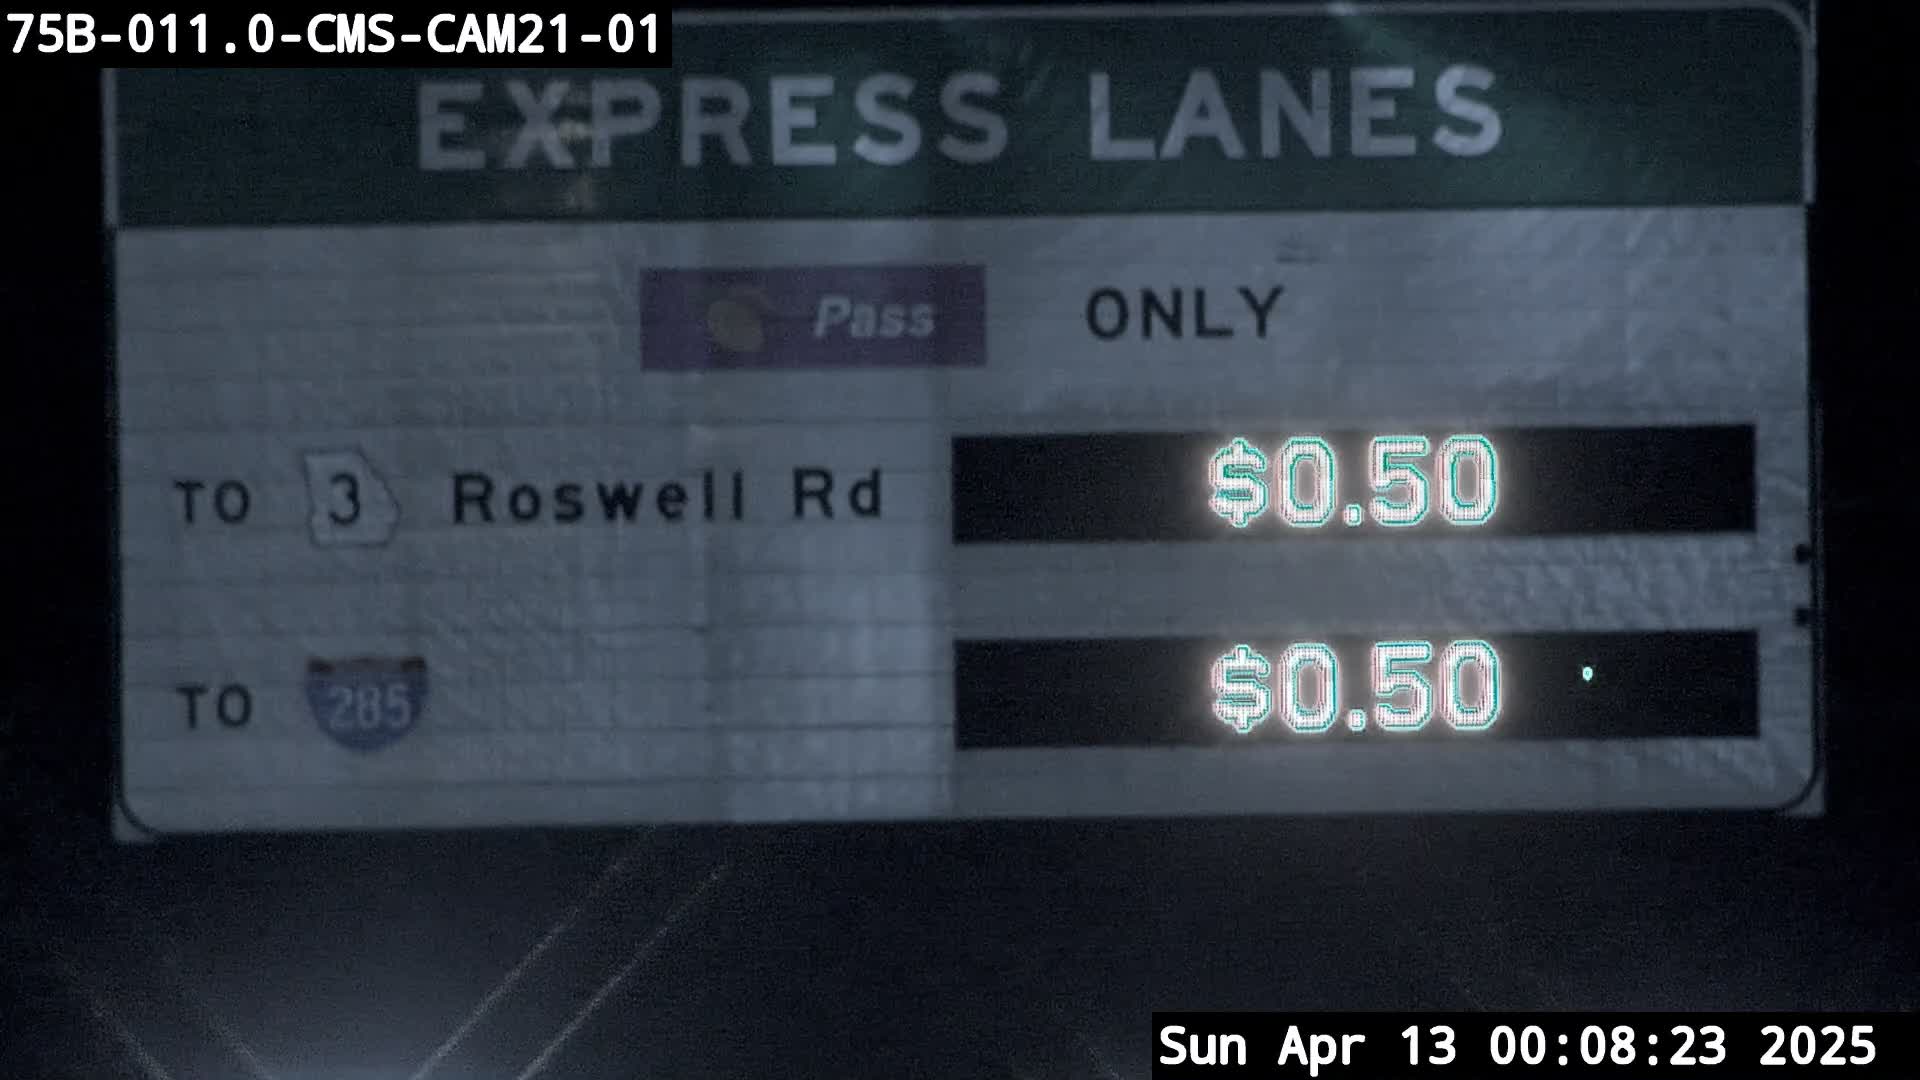 75B-011.0-CMS-CAM21-01
EXPRESS LANES
Pass ONLY
TO 3 Roswell Rd $0.50
TO 285 $0.50
Sun Apr 13 00:08:23 2025